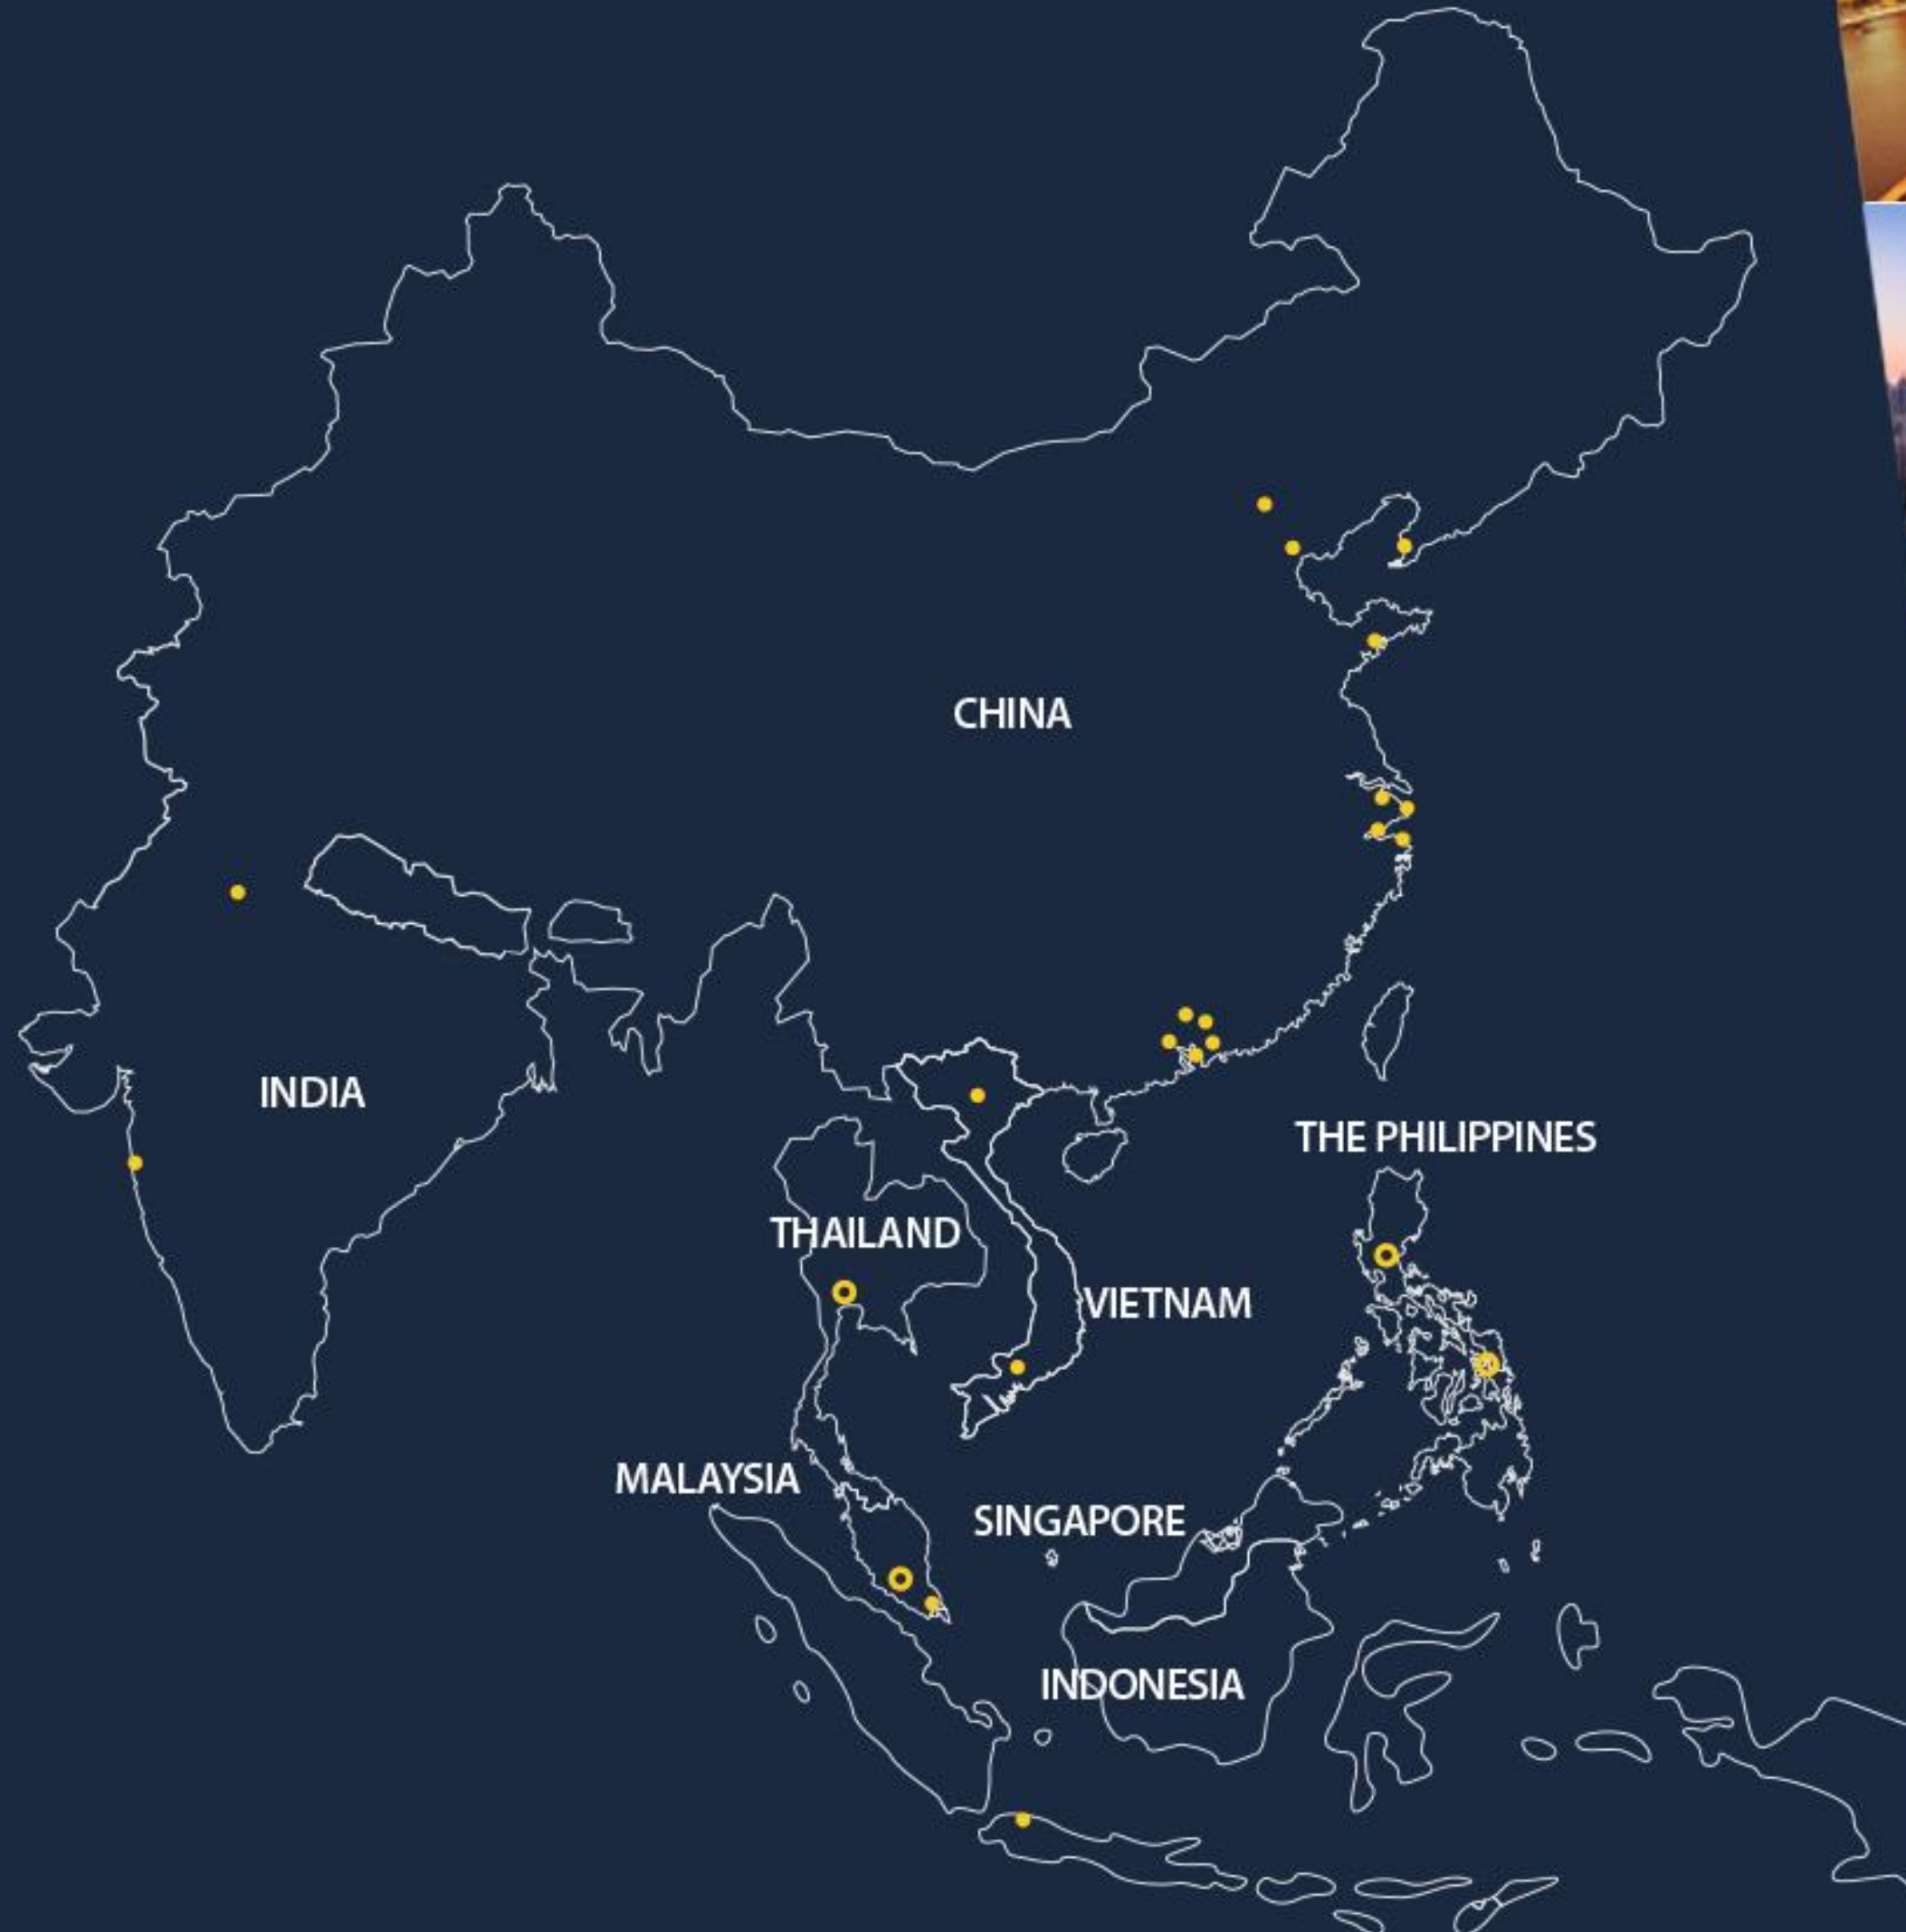 CHINA
INDIA
THE PHILIPPINES
THAILAND
VIETNAM
MALAYSIA
SINGAPORE
INDONESIA